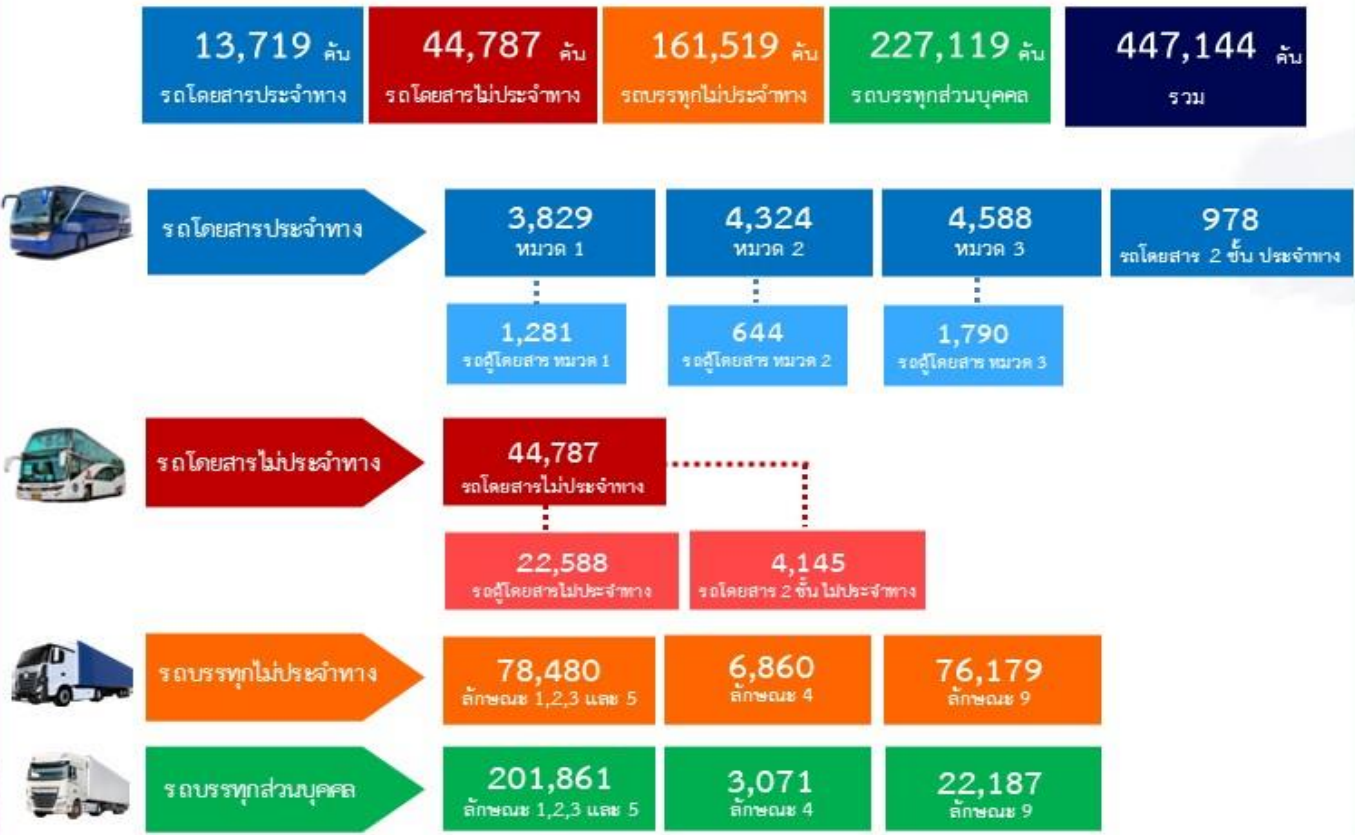 13,719 คัน
รถโดยสารประจำทาง
44,787 คัน
รถโดยสารไม่ประจำทาง
161,519 คัน
รถบรรทุกไม่ประจำทาง
227,119 คัน
รถบรรทุกส่วนบุคคล
447,144 คัน
รวม
รถโดยสารประจำทาง
3,829
หมวด 1
4,324
หมวด 2
4,588
หมวด 3
978
รถโดยสาร 2 ชั้น ประจำทาง
1,281
รถตู้โดยสาร หมวด 1
644
รถตู้โดยสาร หมวด 2
1,790
รถตู้โดยสาร หมวด 3
รถโดยสารไม่ประจำทาง
44,787
รถโดยสารไม่ประจำทาง
22,588
รถตู้โดยสารไม่ประจำทาง
4,145
รถโดยสาร 2 ชั้น ไม่ประจำทาง
รถบรรทุกไม่ประจำทาง
78,480
ลักษณะ 1,2,3 และ 5
6,860
ลักษณะ 4
76,179
ลักษณะ 9
รถบรรทุกส่วนบุคคล
201,861
ลักษณะ 1,2,3 และ 5
3,071
ลักษณะ 4
22,187
ลักษณะ 9